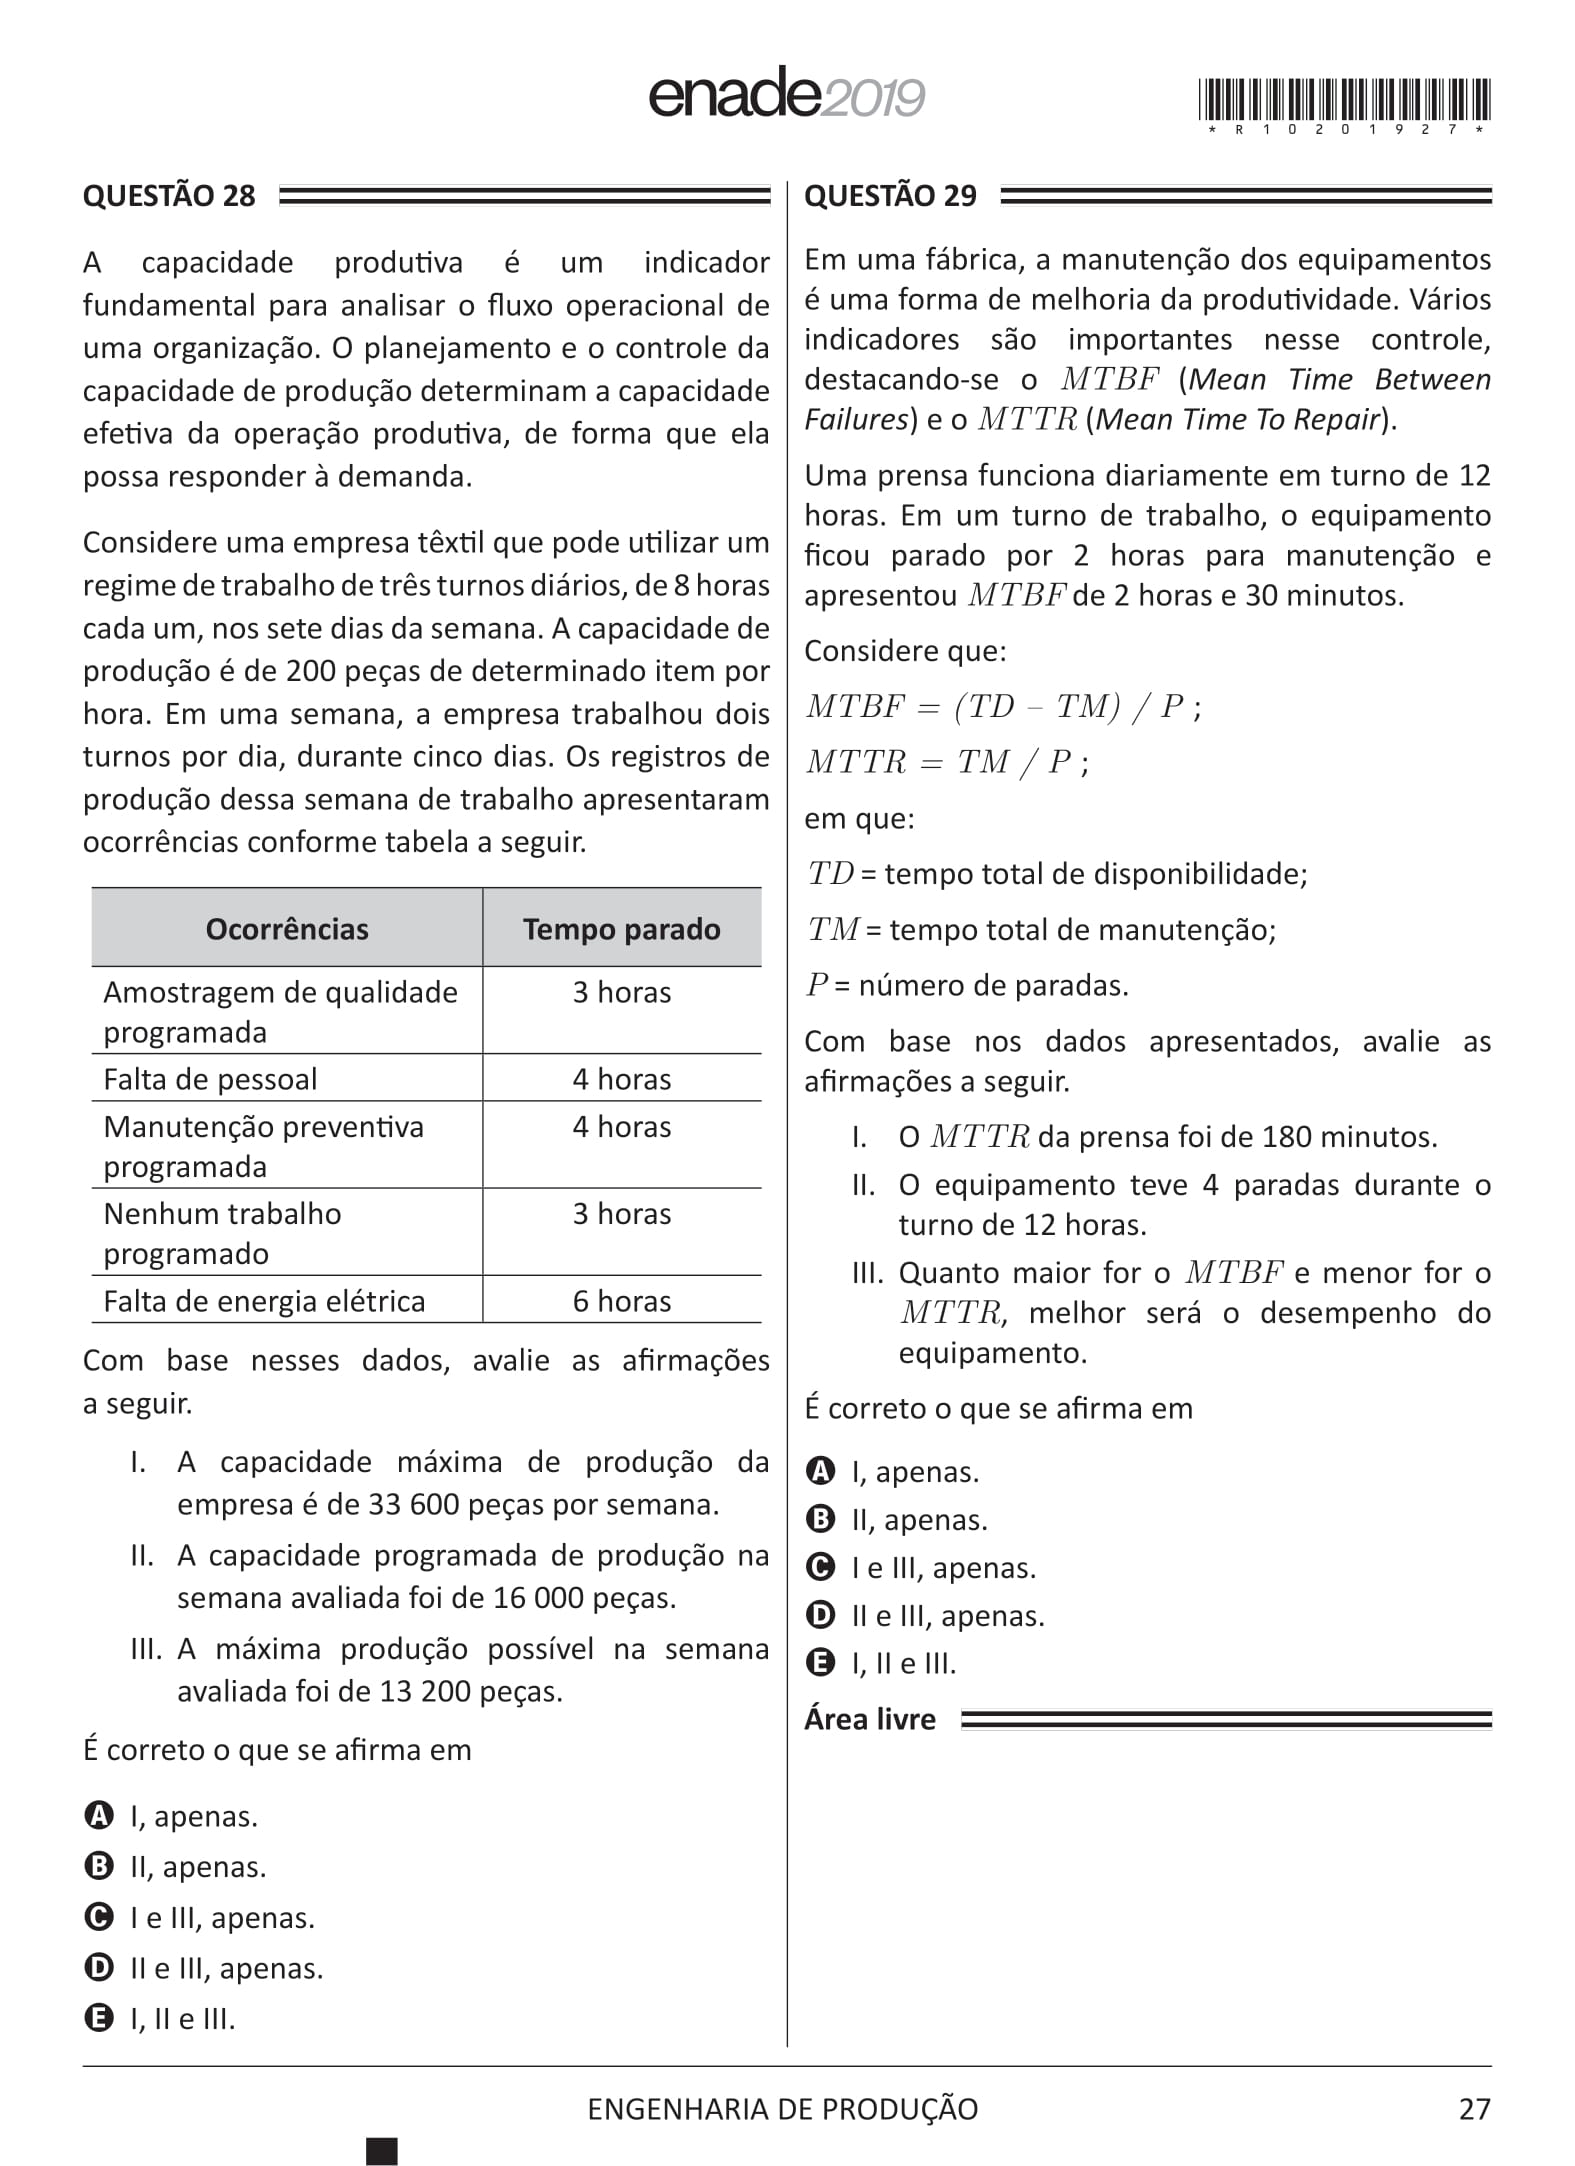 enade2019
*R10201927*
QUESTÃO 28
A capacidade produtiva é um indicador
fundamental para analisar o fluxo operacional de
uma organização. O planejamento e o controle da
capacidade de produção determinam a capacidade
efetiva da operação produtiva, de forma que ela
possa responder à demanda.
Considere uma empresa têxtil que pode utilizar um
regime de trabalho de três turnos diários, de 8 horas
cada um, nos sete dias da semana. A capacidade de
produção é de 200 peças de determinado item por
hora. Em uma semana, a empresa trabalhou dois
turnos por dia, durante cinco dias. Os registros de
produção dessa semana de trabalho apresentaram
ocorrências conforme tabela a seguir.
Ocorrências Tempo parado
Amostragem de qualidade 3 horas
programada
Falta de pessoal 4 horas
Manutenção preventiva 4 horas
programada
Nenhum trabalho 3 horas
programado
Falta de energia elétrica 6 horas
Com base nesses dados, avalie as afirmações
a seguir.
I. A capacidade máxima de produção da
empresa é de 33 600 peças por semana.
II. A capacidade programada de produção na
semana avaliada foi de 16 000 peças.
III. A máxima produção possível na semana
avaliada foi de 13 200 peças.
É correto o que se afirma em
A I, apenas.
B II, apenas.
C I e III, apenas.
D II e III, apenas.
E I, II e III.
QUESTÃO 29
Em uma fábrica, a manutenção dos equipamentos
é uma forma de melhoria da produtividade. Vários
indicadores são importantes nesse controle,
destacando-se o MTBF (Mean Time Between
Failures) e o MTTR (Mean Time To Repair).
Uma prensa funciona diariamente em turno de 12
horas. Em um turno de trabalho, o equipamento
ficou parado por 2 horas para manutenção e
apresentou MTBF de 2 horas e 30 minutos.
Considere que:
MTBF = (TD – TM) / P ;
MTTR = TM / P ;
em que:
TD = tempo total de disponibilidade;
TM = tempo total de manutenção;
P = número de paradas.
Com base nos dados apresentados, avalie as
afirmações a seguir.
I. O MTTR da prensa foi de 180 minutos.
II. O equipamento teve 4 paradas durante o
turno de 12 horas.
III. Quanto maior for o MTBF e menor for o
MTTR, melhor será o desempenho do
equipamento.
É correto o que se afirma em
A I, apenas.
B II, apenas.
C I e III, apenas.
D II e III, apenas.
E I, II e III.
Área livre
ENGENHARIA DE PRODUÇÃO
27